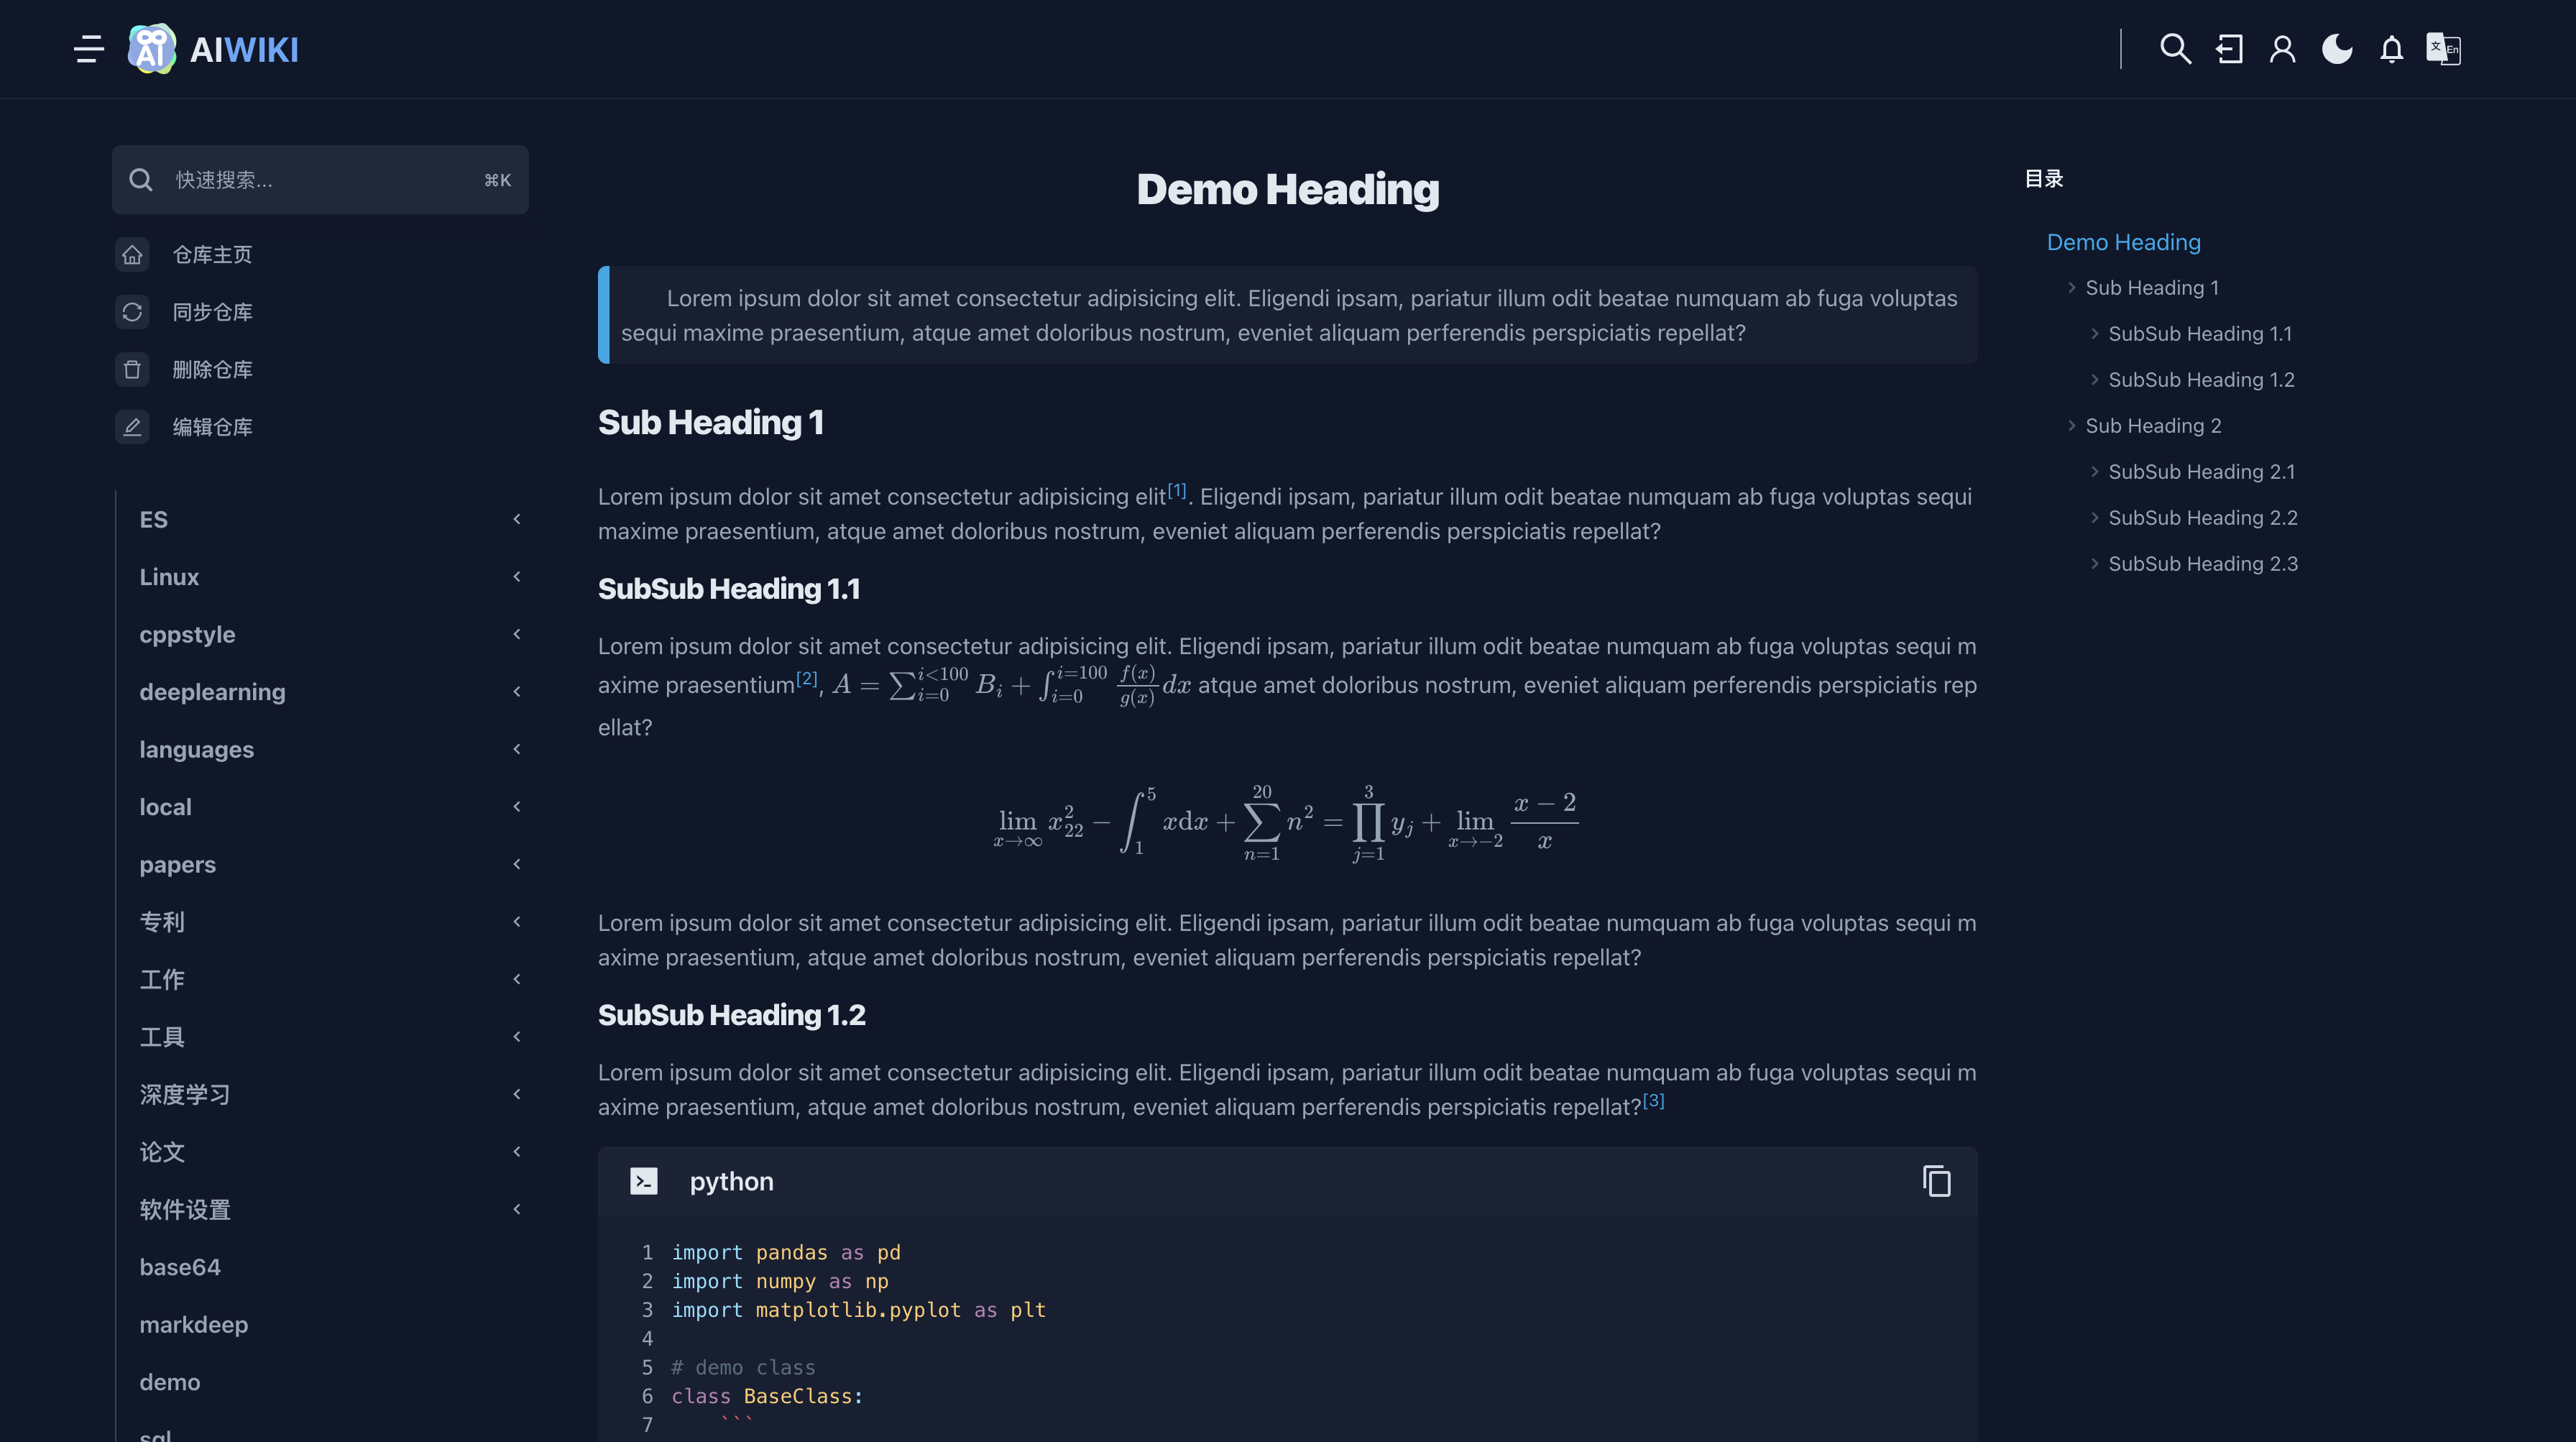 AIWIKI
文 En
快速搜索... ⌘K
仓库主页
同步仓库
删除仓库
编辑仓库
ES
Linux
cppstyle
deeplearning
languages
local
papers
专利
工作
工具
深度学习
论文
软件设置
base64
markdeep
demo
sql
Demo Heading
Lorem ipsum dolor sit amet consectetur adipisicing elit. Eligendi ipsam, pariatur illum odit beatae numquam ab fuga voluptas
sequi maxime praesentium, atque amet doloribus nostrum, eveniet aliquam perferendis perspiciatis repellat?
Sub Heading 1
Lorem ipsum dolor sit amet consectetur adipisicing elit[1]. Eligendi ipsam, pariatur illum odit beatae numquam ab fuga voluptas sequi
maxime praesentium, atque amet doloribus nostrum, eveniet aliquam perferendis perspiciatis repellat?
SubSub Heading 1.1
Lorem ipsum dolor sit amet consectetur adipisicing elit. Eligendi ipsam, pariatur illum odit beatae numquam ab fuga voluptas sequi m
axime praesentium[2], $A = \sum_{i=0}^{i<100} B_i + \int_{i=0}^{i=100} \frac{f(x)}{g(x)} dx$ atque amet doloribus nostrum, eveniet aliquam perferendis perspiciatis rep
ellat?
$\lim_{x \to \infty} x_{22}^2 - \int_1^5 x \mathrm{d}x + \sum_{n=1}^{20} n^2 = \prod_{j=1}^3 y_j + \lim_{x \to -2} \frac{x-2}{x}$
Lorem ipsum dolor sit amet consectetur adipisicing elit. Eligendi ipsam, pariatur illum odit beatae numquam ab fuga voluptas sequi m
axime praesentium, atque amet doloribus nostrum, eveniet aliquam perferendis perspiciatis repellat?
SubSub Heading 1.2
Lorem ipsum dolor sit amet consectetur adipisicing elit. Eligendi ipsam, pariatur illum odit beatae numquam ab fuga voluptas sequi m
axime praesentium, atque amet doloribus nostrum, eveniet aliquam perferendis perspiciatis repellat?[3]
python
1 import pandas as pd
2 import numpy as np
3 import matplotlib.pyplot as plt
4
5 # demo class
6 class BaseClass:
7     ```
目录
Demo Heading
Sub Heading 1
SubSub Heading 1.1
SubSub Heading 1.2
Sub Heading 2
SubSub Heading 2.1
SubSub Heading 2.2
SubSub Heading 2.3